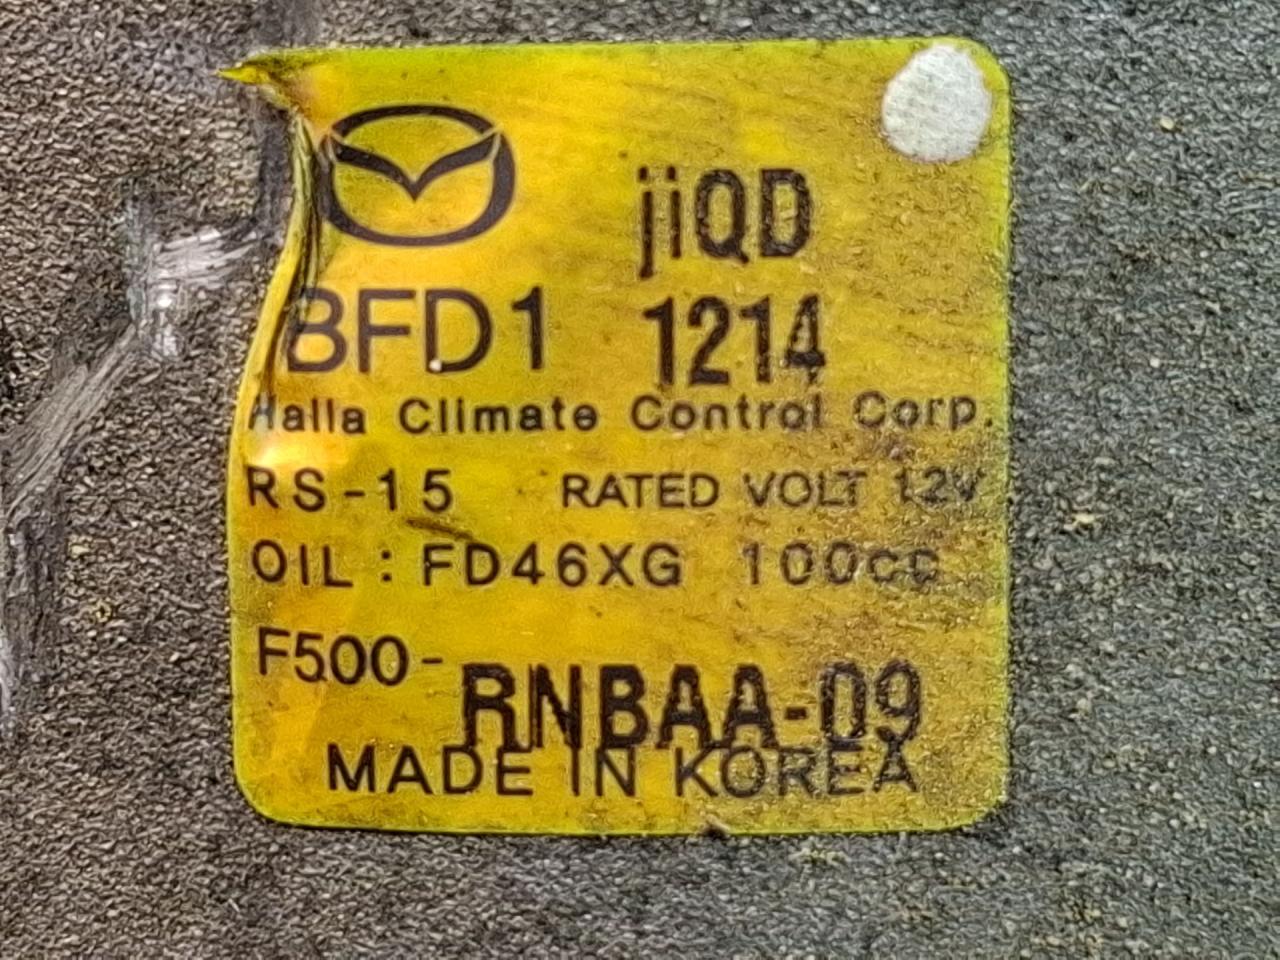 jiQD
BFD1 1214
Halla Climate Control Corp.
RS-15 RATED VOLT 12V
OIL : FD46XG 100cc
F500-RNBAA-09
MADE IN KOREA